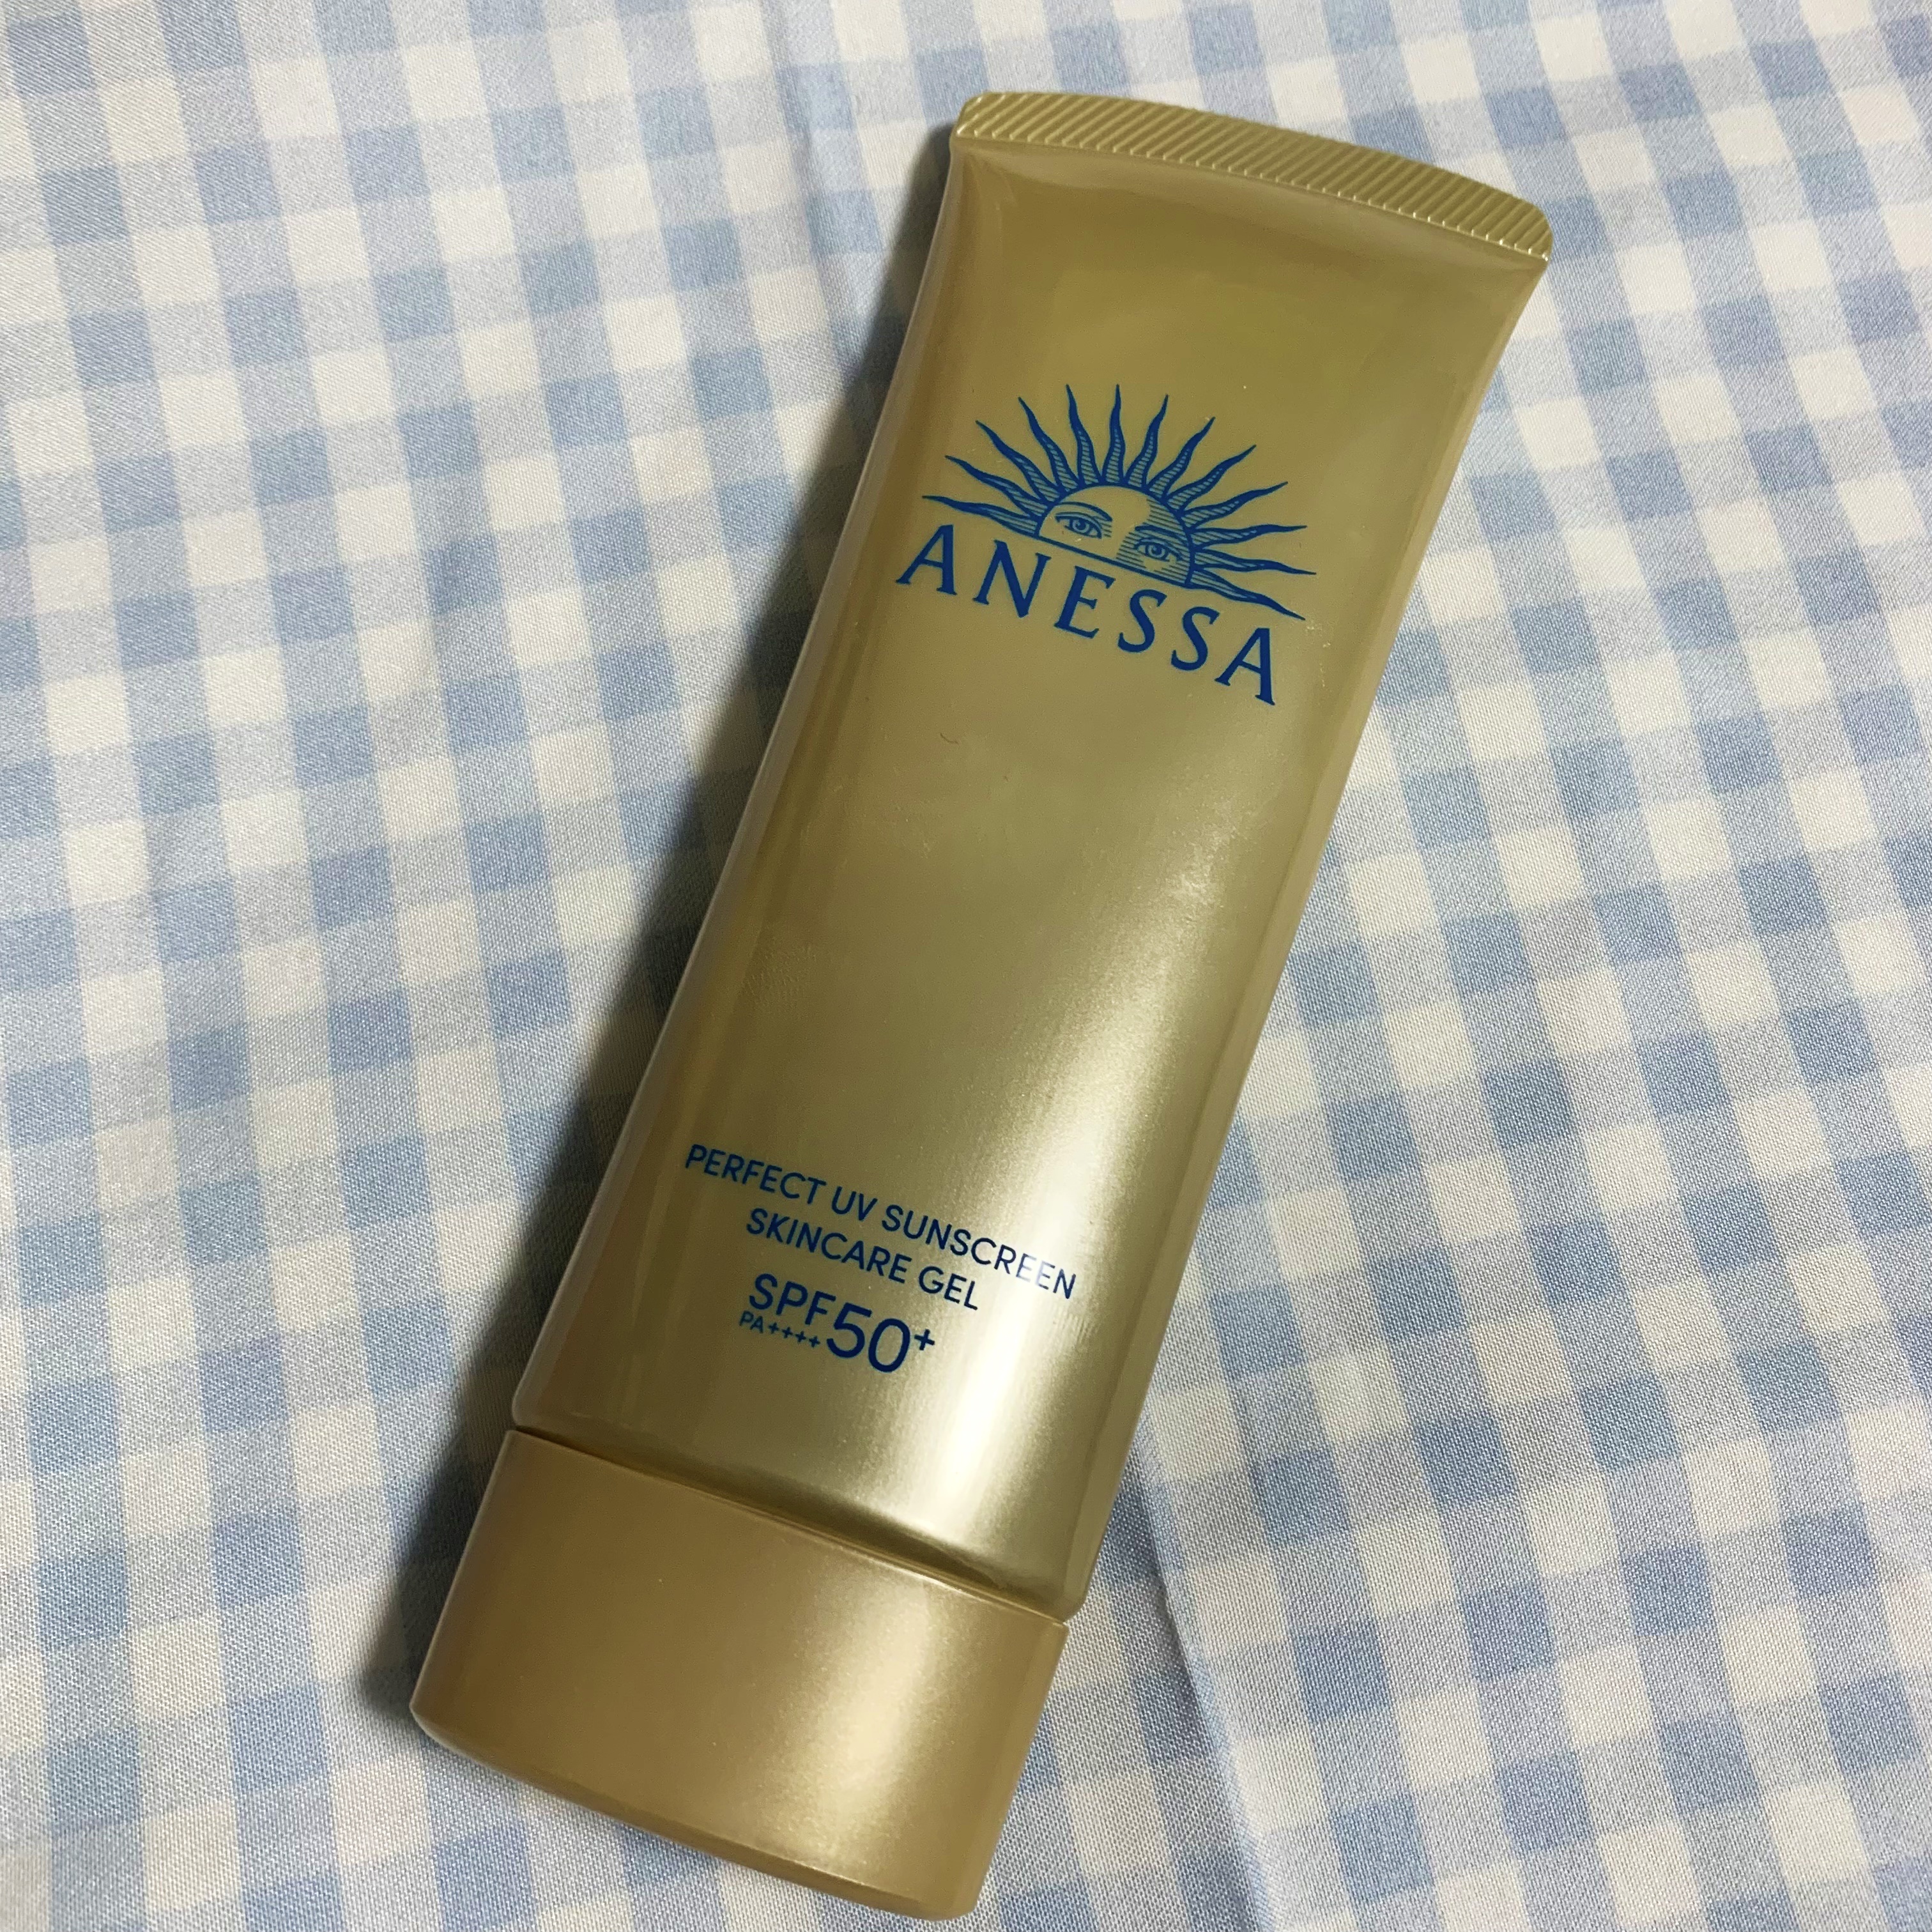 ANESSA
PERFECT UV SUNSCREEN
SKINCARE GEL
SPF50+
PA++++